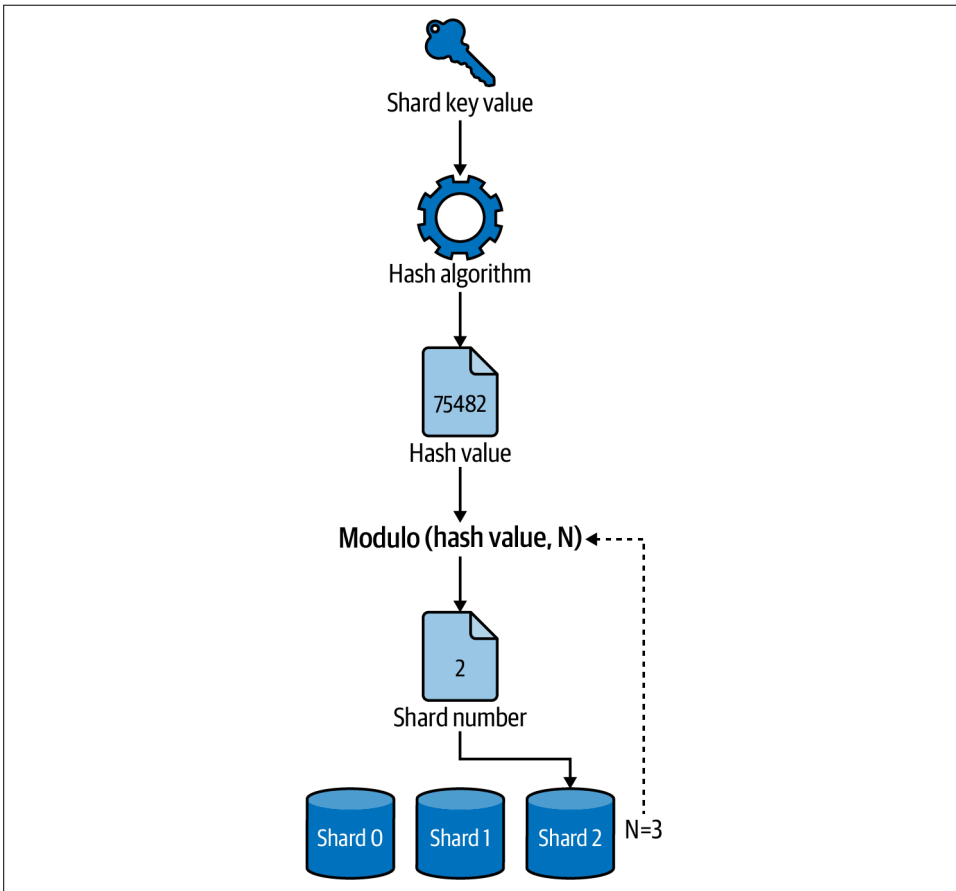 Shard key value
Hash algorithm
75482
Hash value
Modulo (hash value, N)
2
Shard number
Shard 0 Shard 1 Shard 2 N=3